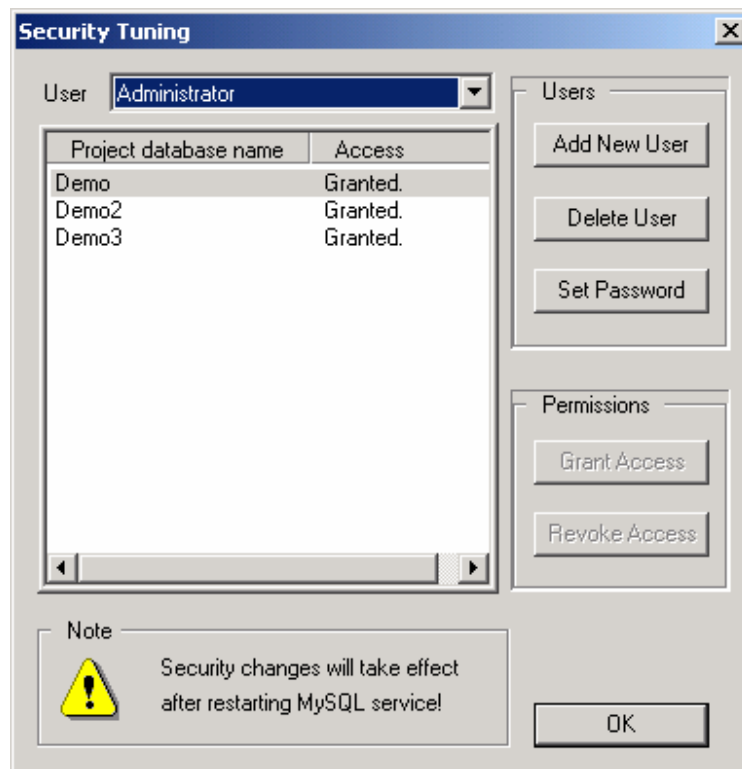 Security Tuning
User Administrator
Project database name Access
Demo Granted.
Demo2 Granted.
Demo3 Granted.
Users
Add New User
Delete User
Set Password
Permissions
Grant Access
Revoke Access
Note
Security changes will take effect
after restarting MySQL service!
OK